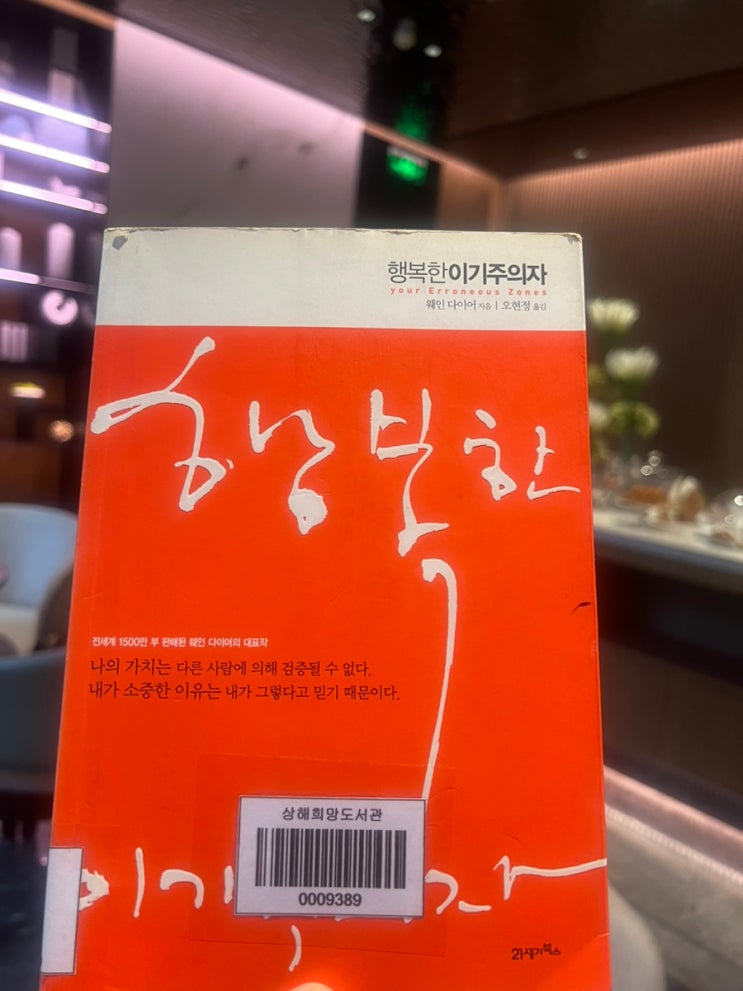 행복한이기주의자
your Erroneous Zones
웨인 다이어 지음 | 오현정 옮김
행복한
전세계 1500만 부 판매된 웨인 다이어의 대표작
나의 가치는 다른 사람에 의해 검증될 수 없다.
내가 소중한 이유는 내가 그렇다고 믿기 때문이다.
상해희망도서관
0009389
이기 자
21세기북스